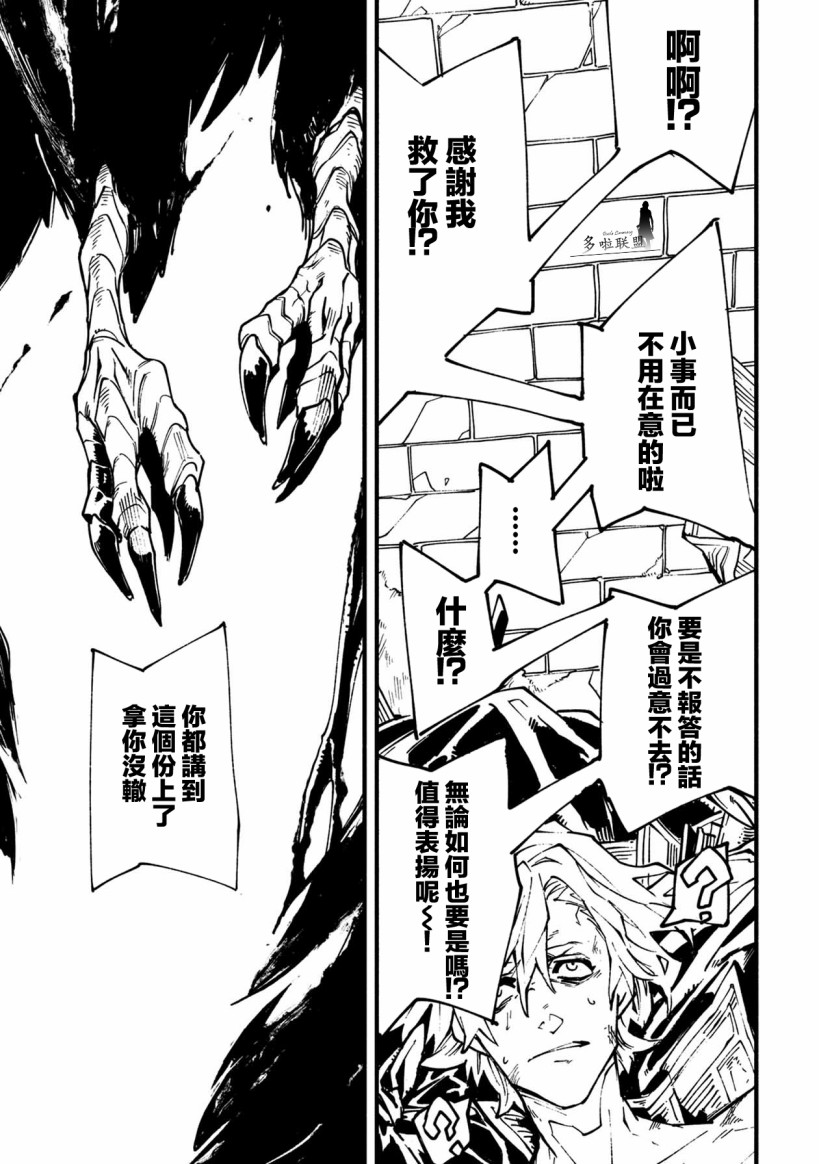 啊啊!?
感謝我
救了你!?
多啦联盟
小事而已
不用在意的啦
……
什麼!?
要是不報答的話
你會過意不去!?
無論如何也要是嗎!?
值得表揚呢~!
?
?
你都講到
這個份上了
拿你沒轍